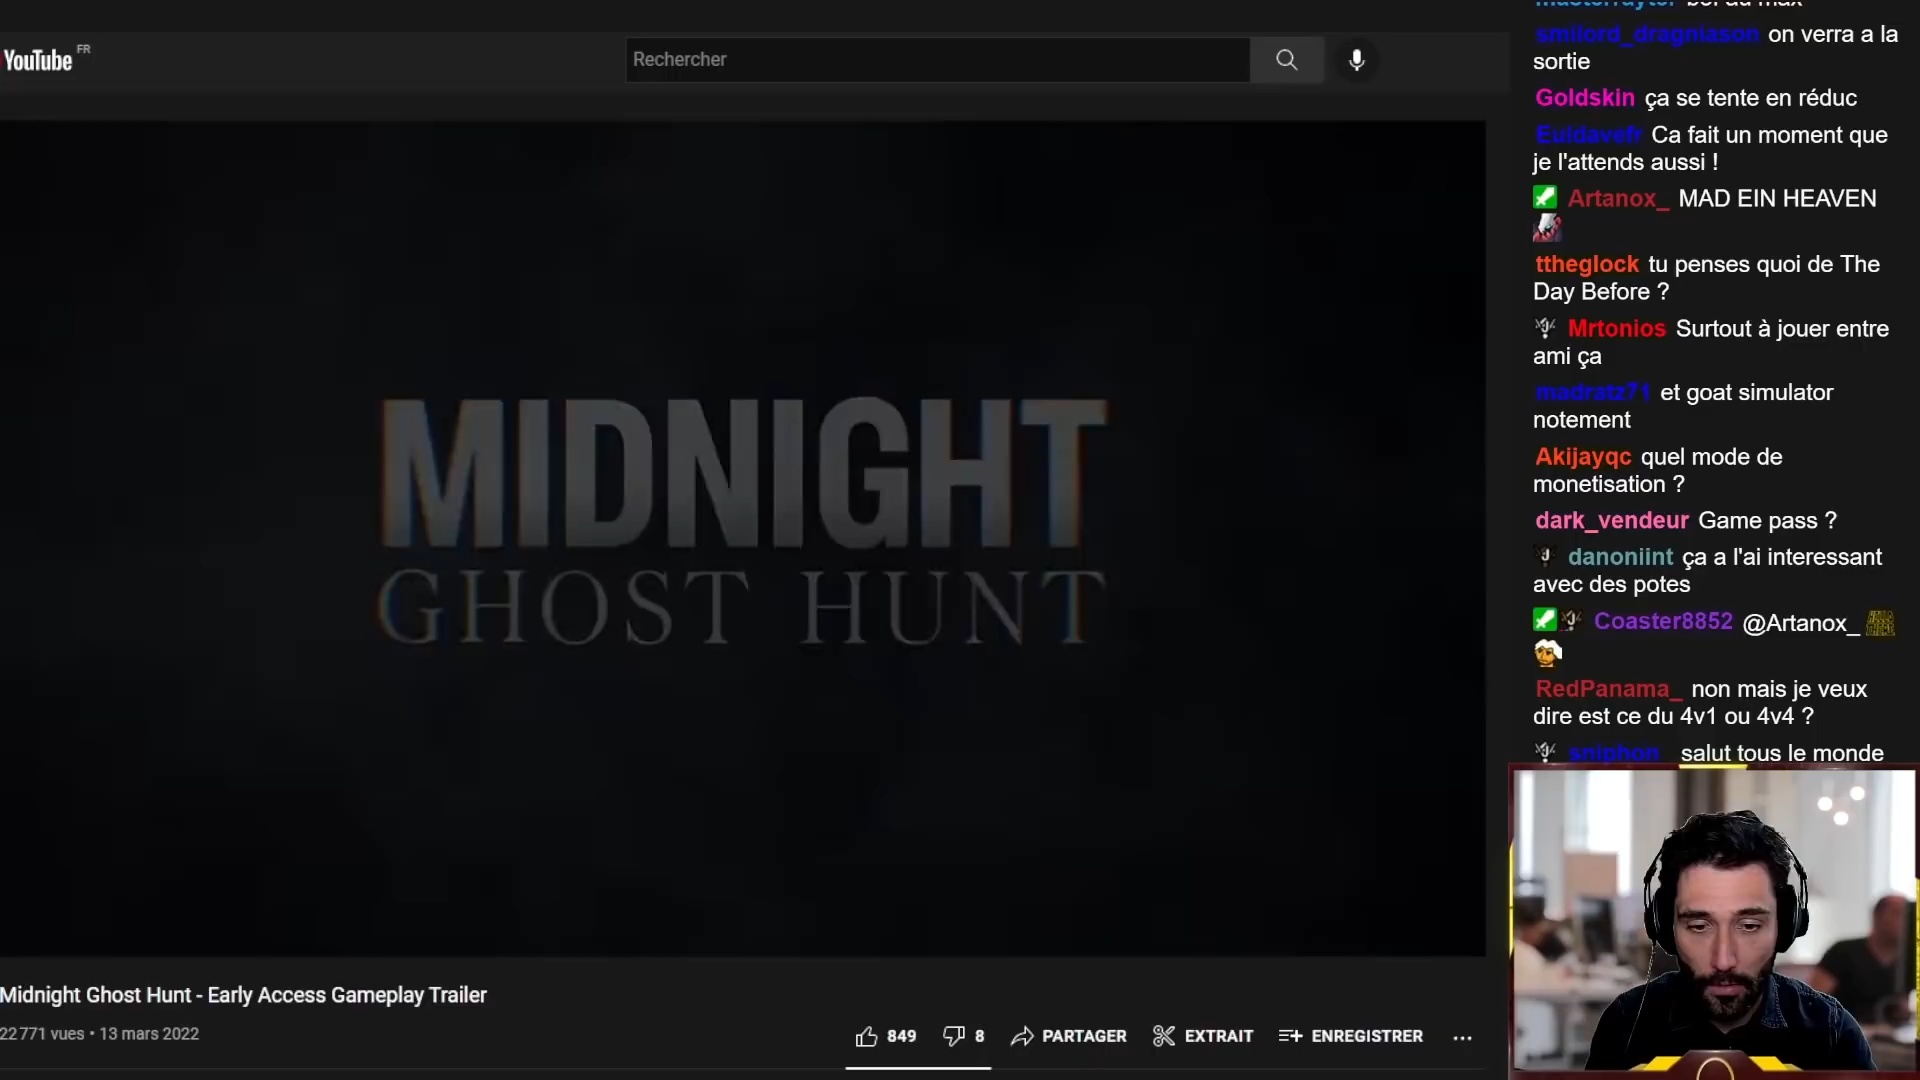 YouTube FR
Rechercher
MIDNIGHT
GHOST HUNT
Midnight Ghost Hunt - Early Access Gameplay Trailer
22 771 vues • 13 mars 2022
849
8
PARTAGER
EXTRAIT
ENREGISTRER
smilord_dragniason on verra a la
sortie
Goldskin ça se tente en réduc
Euldavefr Ca fait un moment que
je l'attends aussi !
Artanox_ MAD EIN HEAVEN
ttheglock tu penses quoi de The
Day Before ?
Mrtonios Surtout à jouer entre
ami ça
madratz71 et goat simulator
notement
Akijayqc quel mode de
monetisation ?
dark_vendeur Game pass ?
danoniint ça a l'ai interessant
avec des potes
Coaster8852 @Artanox_
RedPanama_ non mais je veux
dire est ce du 4v1 ou 4v4 ?
sniphon_ salut tous le monde